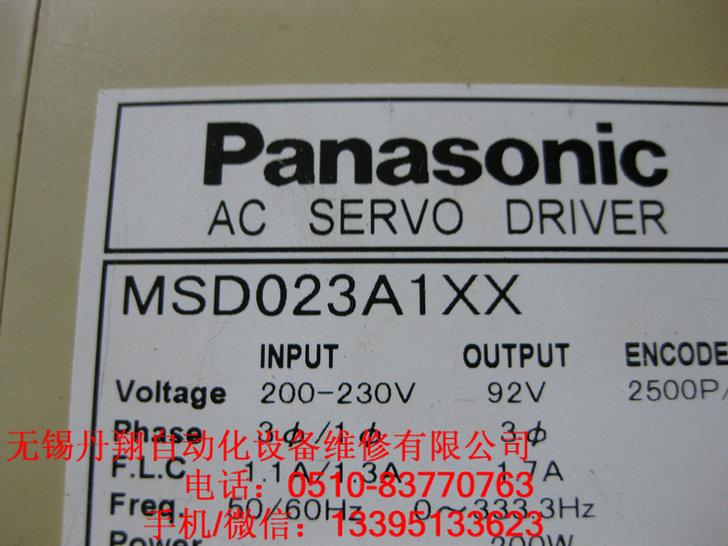 Panasonic
AC SERVO DRIVER
MSD023A1XX
INPUT OUTPUT ENCODE
Voltage 200-230V 92V 2500P/
Phase 3ϕ/1ϕ 3ϕ
无锡丹翔自动化设备维修有限公司
F.L.C 1.1A/1.3A 1.7A
电话：0510-83770763
Freq. 50/60Hz 0~333.3Hz
手机/微信：13395133623
Power 200W